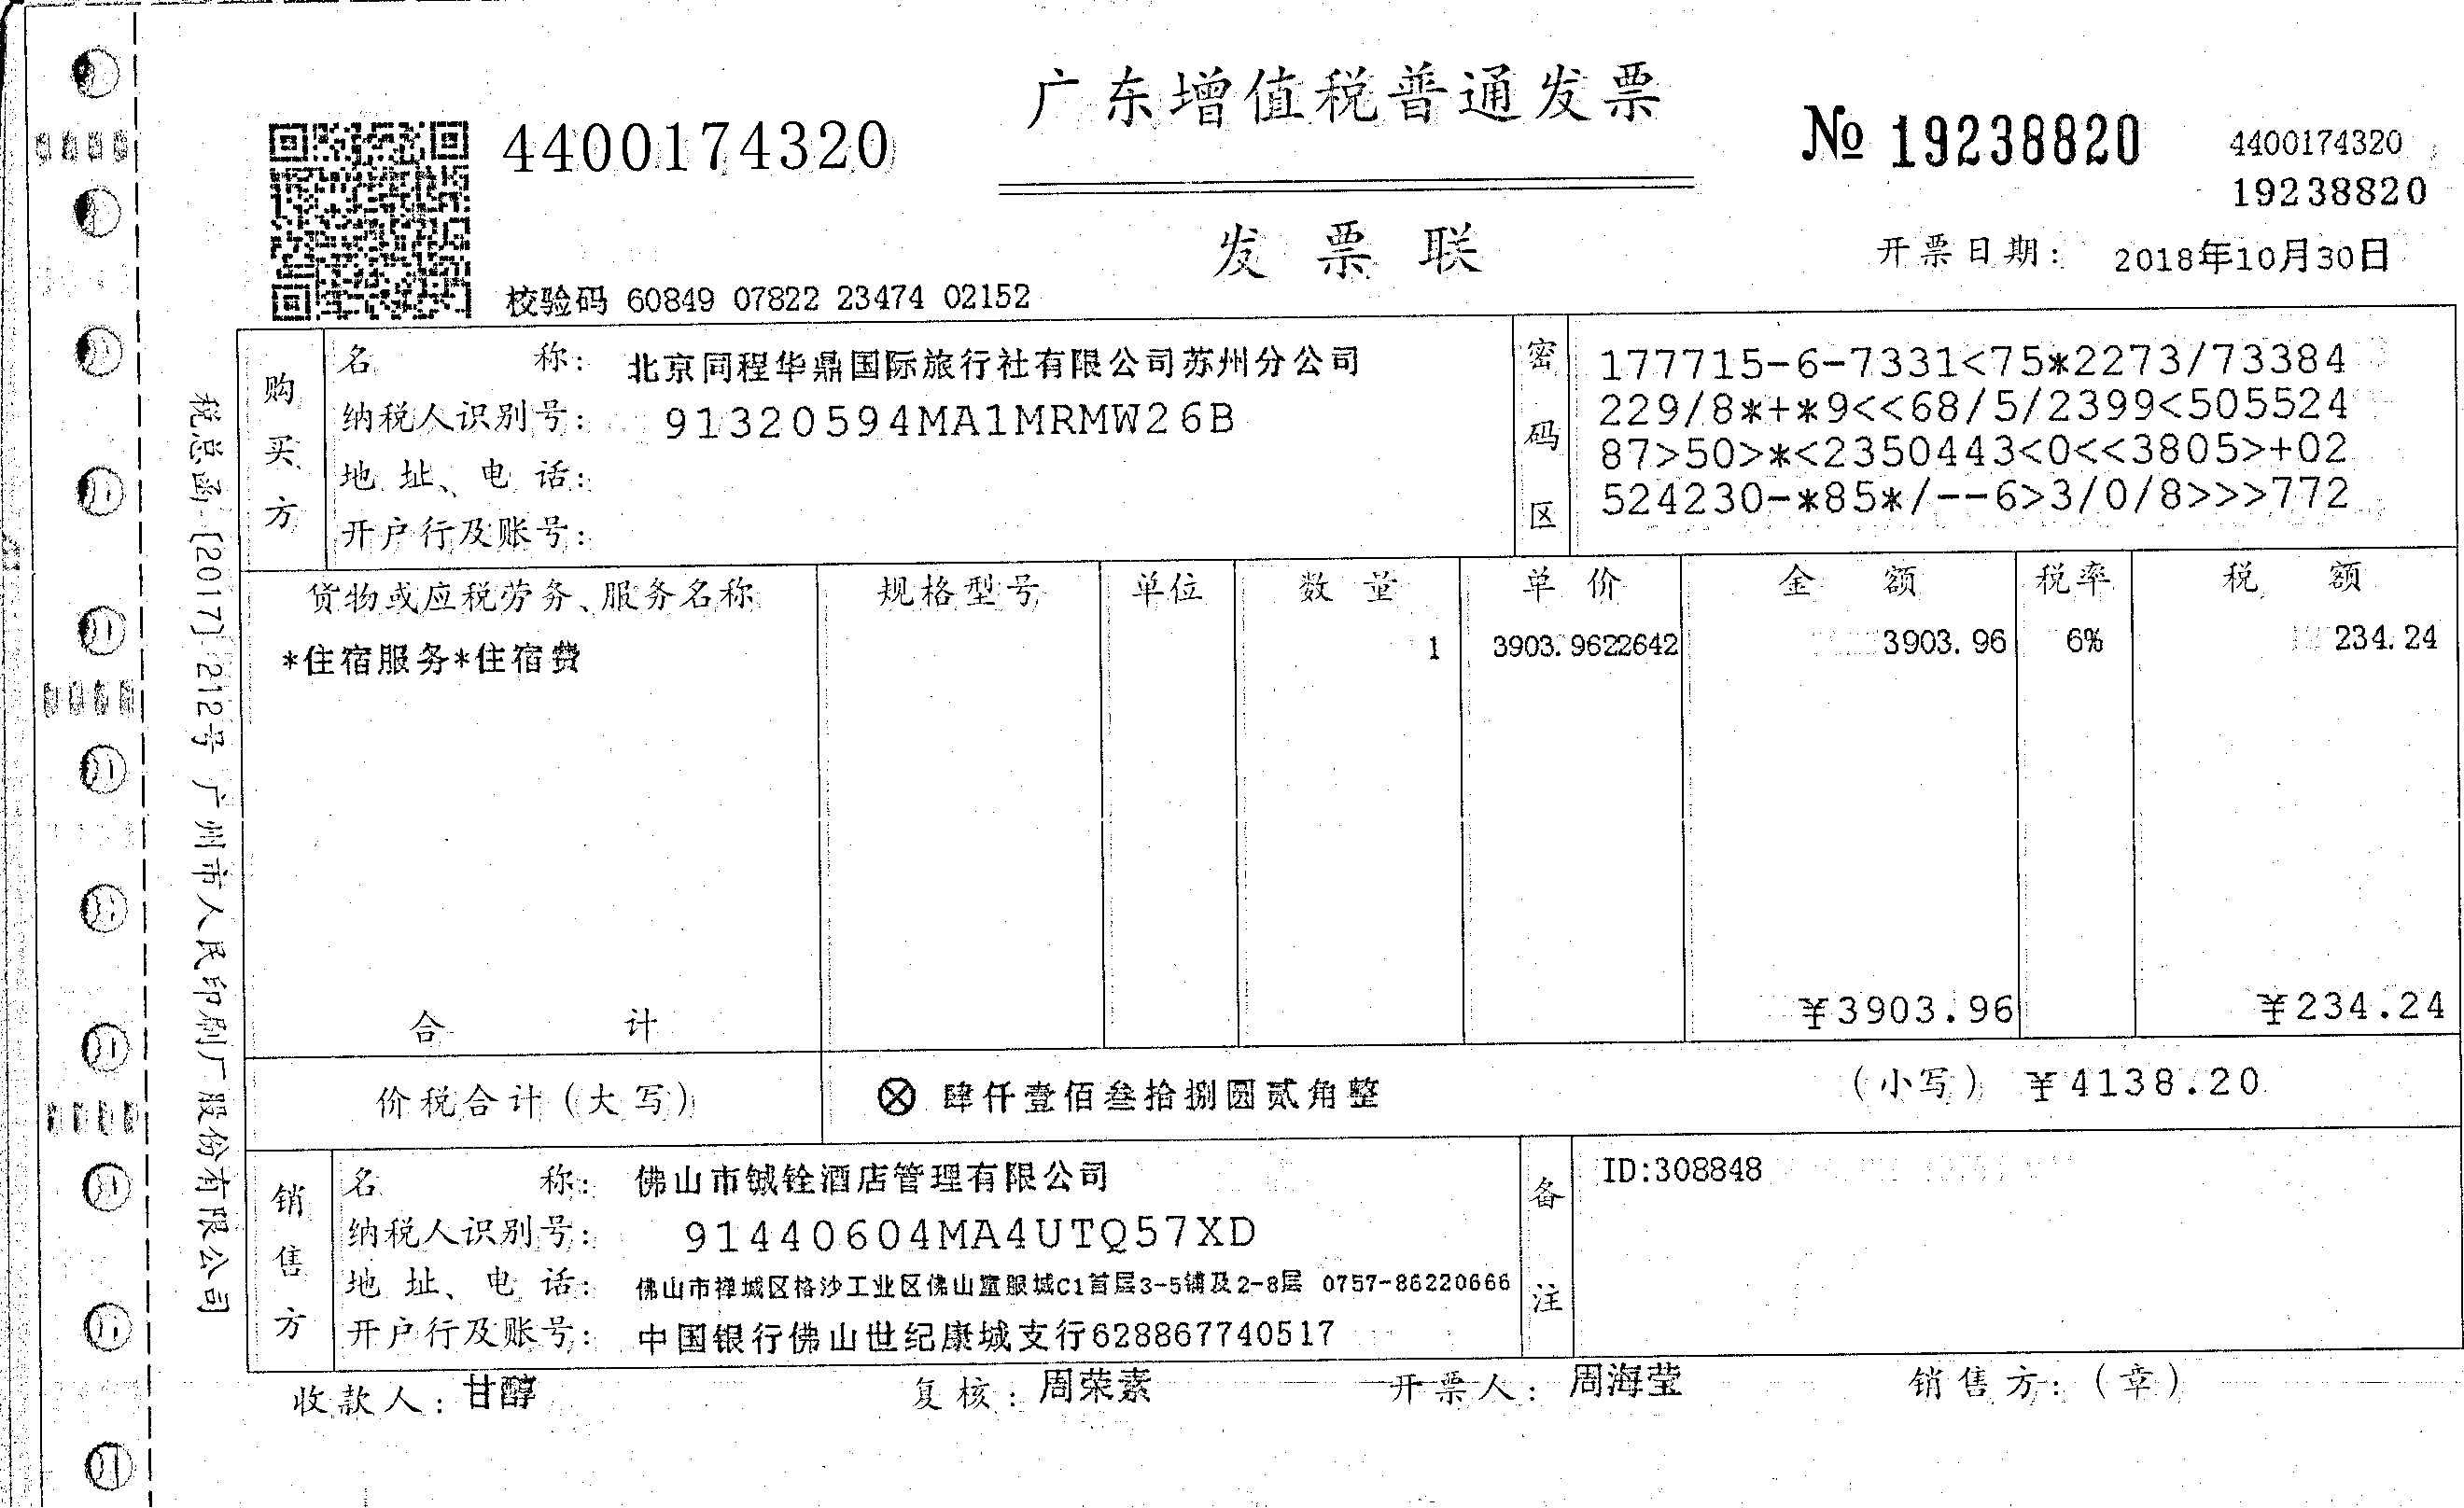 广东增值税普通发票
4400174320
№ 19238820
4400174320
19238820
发票联
开票日期: 2018年10月30日
校验码 60849 07822 23474 02152
购买方
名称: 北京同程华鼎国际旅行社有限公司苏州分公司
纳税人识别号: 91320594MA1MRMW26B
地址、电话:
开户行及账号:
密码区
177715-6-7331<75*2273/73384
229/8*+*9<<68/5/2399<505524
87>50>*<2350443<0<<3805>+02
524230-*85*/--6>3/0/8>>>772
货物或应税劳务、服务名称 规格型号 单位 数量 单价 金额 税率 税额
*住宿服务*住宿费 1 3903.9622642 3903.96 6% 234.24
合计 ¥3903.96 ¥234.24
价税合计(大写) ⊗ 肆仟壹佰叁拾捌圆贰角整 (小写) ¥4138.20
销售方
名称: 佛山市铖铨酒店管理有限公司
纳税人识别号: 91440604MA4UTQ57XD
地址、电话: 佛山市禅城区格沙工业区佛山童服城C1首层3-5铺及2-8层 0757-86220666
开户行及账号: 中国银行佛山世纪康城支行628867740517
备注
ID:308848
收款人: 甘醇 复核: 周荣素 开票人: 周海莹 销售方: (章)
税总函[2017]212号 广州市人民印刷厂股份有限公司